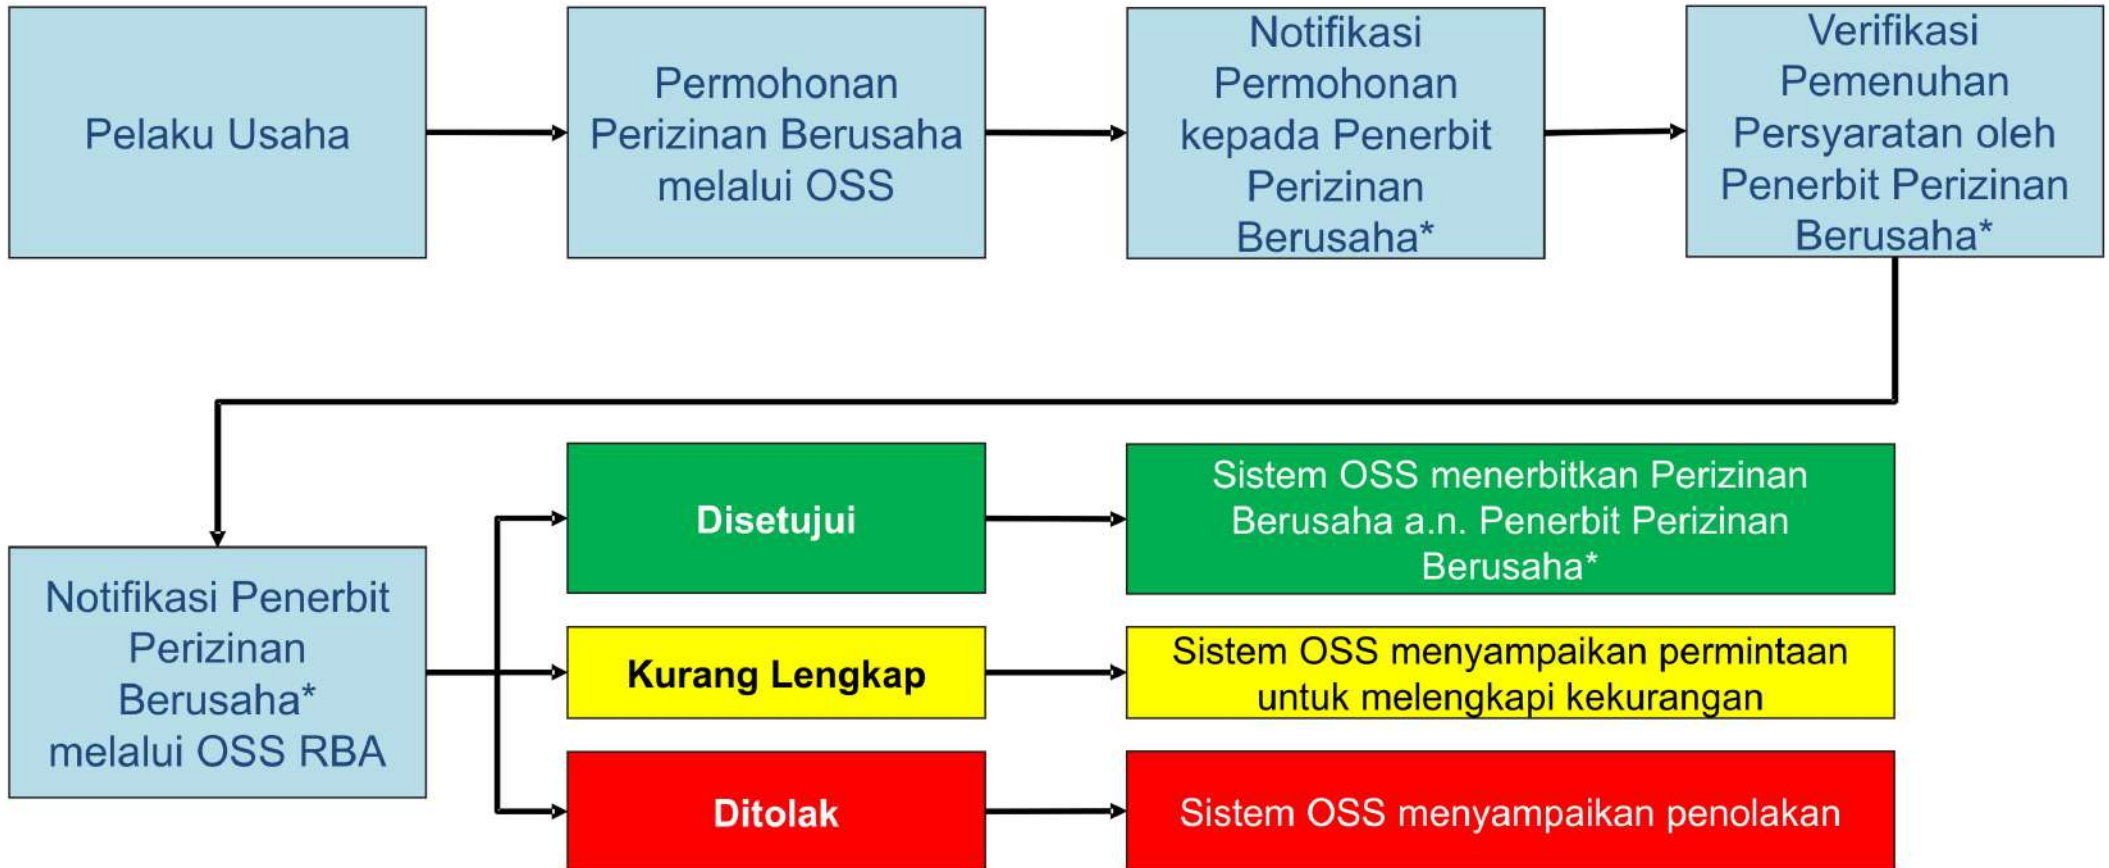 Pelaku Usaha
Permohonan
Perizinan Berusaha
melalui OSS
Notifikasi
Permohonan
kepada Penerbit
Perizinan
Berusaha*
Verifikasi
Pemenuhan
Persyaratan oleh
Penerbit Perizinan
Berusaha*
Notifikasi Penerbit
Perizinan
Berusaha*
melalui OSS RBA
Disetujui
Sistem OSS menerbitkan Perizinan
Berusaha a.n. Penerbit Perizinan
Berusaha*
Kurang Lengkap
Sistem OSS menyampaikan permintaan
untuk melengkapi kekurangan
Ditolak
Sistem OSS menyampaikan penolakan